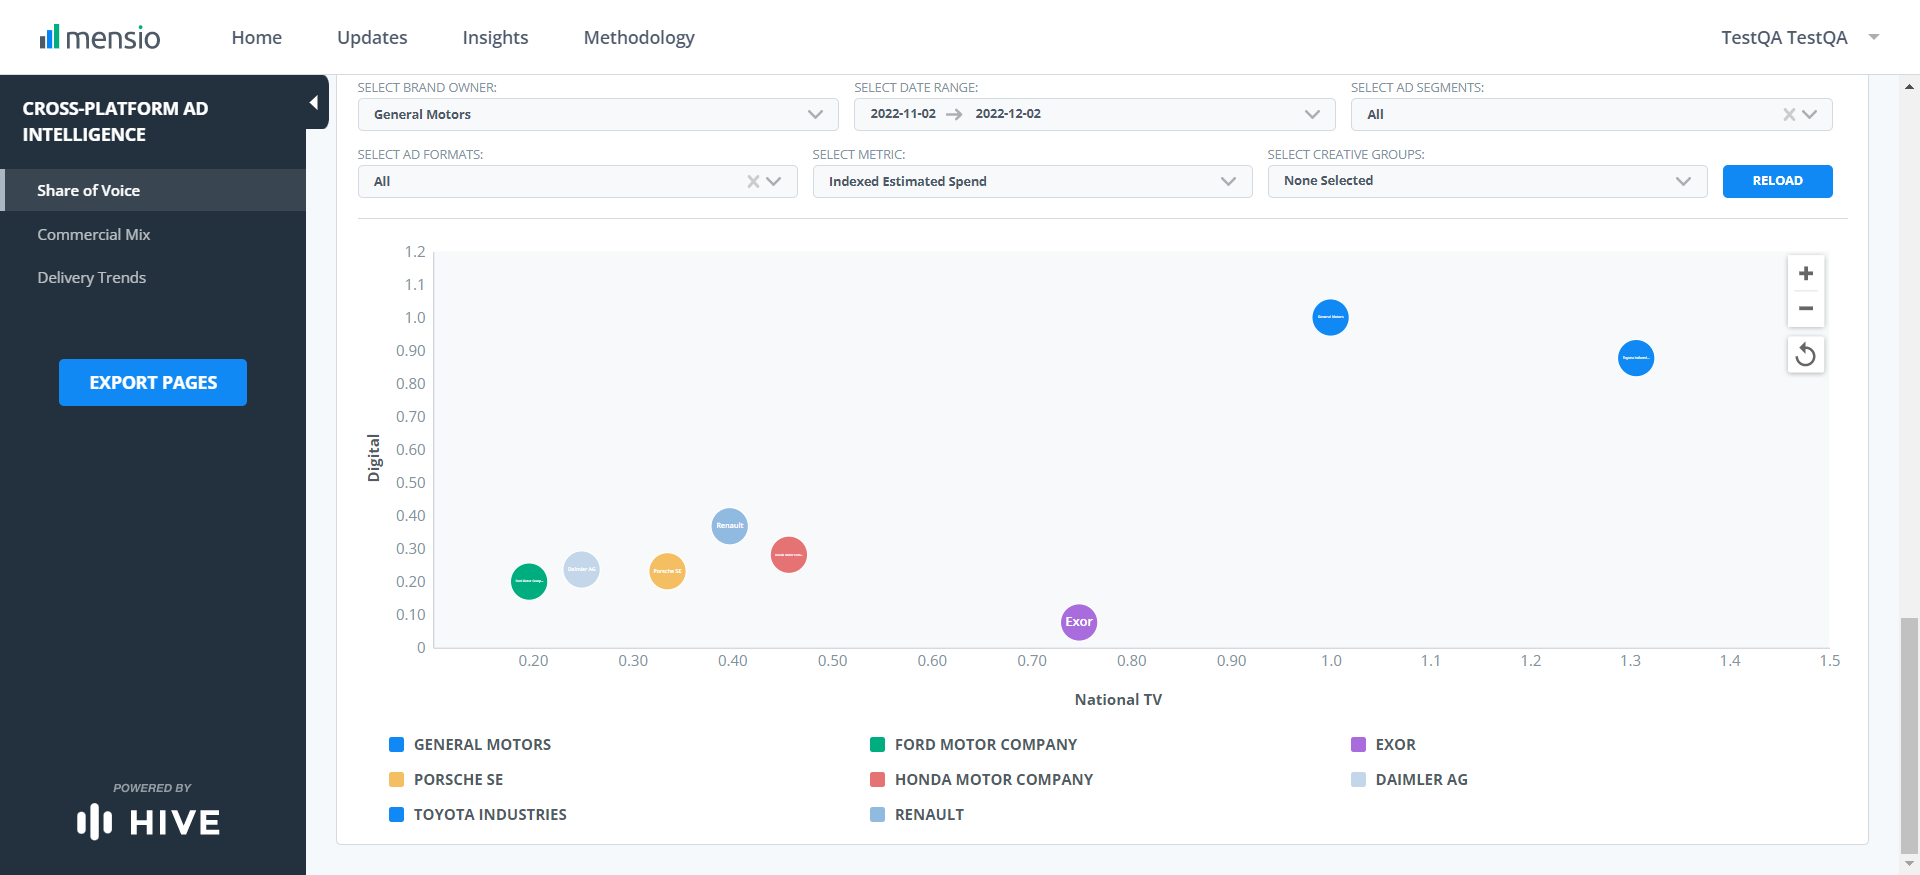 mensio
Home
Updates
Insights
Methodology
TestQA TestQA
CROSS-PLATFORM AD
INTELLIGENCE
Share of Voice
Commercial Mix
Delivery Trends
EXPORT PAGES
POWERED BY
HIVE
SELECT BRAND OWNER:
General Motors
SELECT DATE RANGE:
2022-11-02 → 2022-12-02
SELECT AD SEGMENTS:
All
SELECT AD FORMATS:
All
SELECT METRIC:
Indexed Estimated Spend
SELECT CREATIVE GROUPS:
None Selected
RELOAD
Digital
1.2
1.1
1.0
0.90
0.80
0.70
0.60
0.50
0.40
0.30
0.20
0.10
0
General Motors
Renault
Daimler AG
Porsche SE
Exor
0.20
0.30
0.40
0.50
0.60
0.70
0.80
0.90
1.0
1.1
1.2
1.3
1.4
1.5
National TV
GENERAL MOTORS
FORD MOTOR COMPANY
EXOR
PORSCHE SE
HONDA MOTOR COMPANY
DAIMLER AG
TOYOTA INDUSTRIES
RENAULT